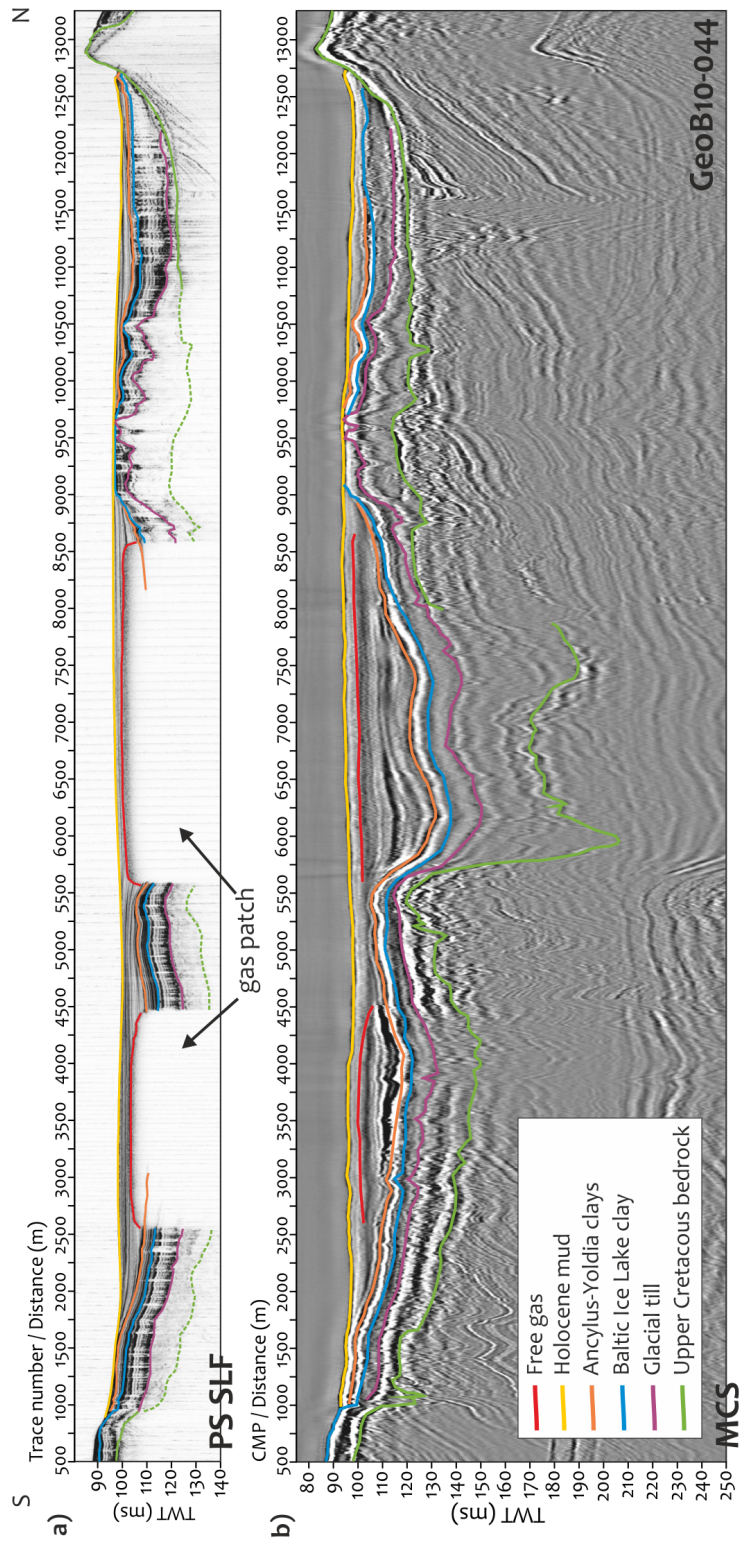 S
N
a)
Trace number / Distance (m)
500 1000 1500 2000 2500 3000 3500 4000 4500 5000 5500 6000 6500 7000 7500 8000 8500 9000 9500 10000 10500 11000 11500 12000 12500 13000
TWT (ms)
90
100
110
120
130
140
gas patch
PS SLF
b)
CMP / Distance (m)
500 1000 1500 2000 2500 3000 3500 4000 4500 5000 5500 6000 6500 7000 7500 8000 8500 9000 9500 10000 10500 11000 11500 12000 12500 13000
TWT (ms)
80
90
100
110
120
130
140
150
160
170
180
190
200
210
220
230
240
250
Free gas
Holocene mud
Ancylus-Yoldia clays
Baltic Ice Lake clay
Glacial till
Upper Cretacous bedrock
MCS
GeoB10-044